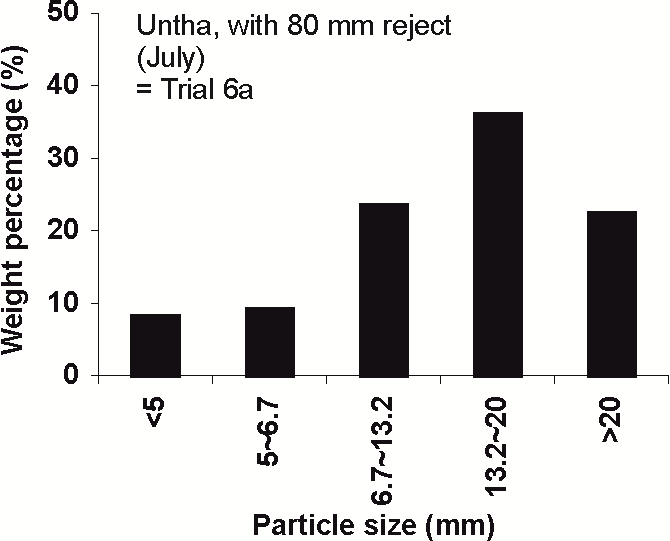 Untha, with 80 mm reject
(July)
= Trial 6a
Weight percentage (%)
50
40
30
20
10
0
<5
5~6.7
6.7~13.2
13.2~20
>20
Particle size (mm)